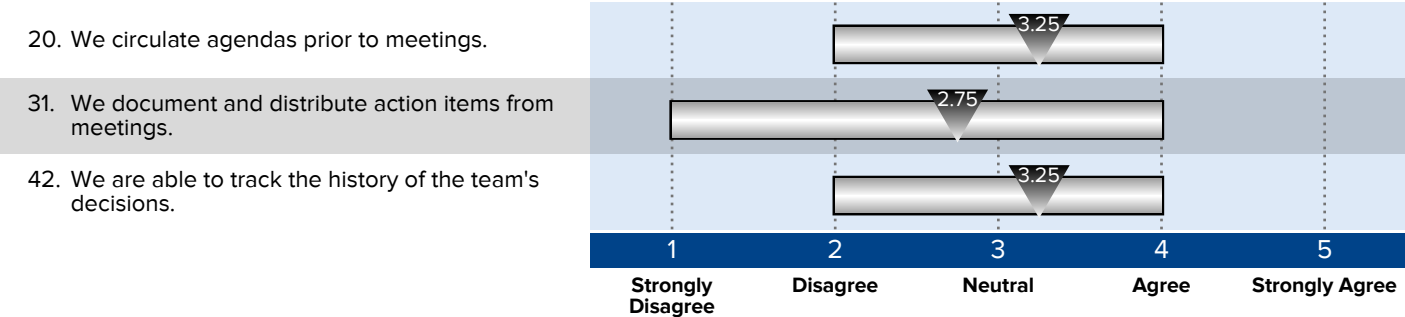 20. We circulate agendas prior to meetings.
3.25
31. We document and distribute action items from
meetings.
2.75
42. We are able to track the history of the team's
decisions.
3.25
1 2 3 4 5
Strongly Disagree Neutral Agree Strongly Agree
Disagree